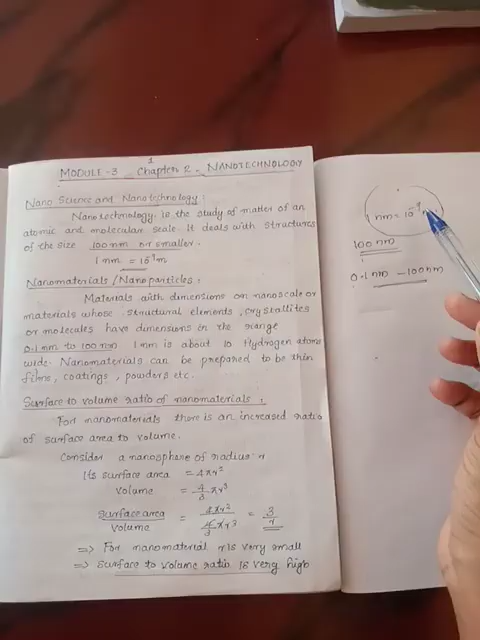 1
MODULE-3 Chapter 2. NANOTECHNOLOGY
Nano Science and Nanotechnology:
Nanotechnology is the study of matter of an
atomic and molecular scale. It deals with structures
of the size 100 nm or smaller.
1 nm = 10⁻⁹m
Nanomaterials/Nanoparticles:
Materials with dimensions on nanoscale or
materials whose structural elements, crystallites
or molecules have dimensions in the range
0.1 nm to 100 nm 1nm is about 10 Hydrogen atoms
wide. Nanomaterials can be prepared to be thin
films, coatings, powders etc.
Surface to volume ratio of nanomaterials:
For nanomaterials there is an increased ratio
of surface area to volume.
Consider a nanosphere of radius r
Its surface area = 4πr²
Volume = 4/3 πr³
Surface area / Volume = 4πr² / 4/3 πr³ = 3/r
⇒ For nanomaterial r is very small
⇒ Surface to volume ratio is very high
1 nm = 10⁻⁹ m
100 nm
0.1 nm - 100nm